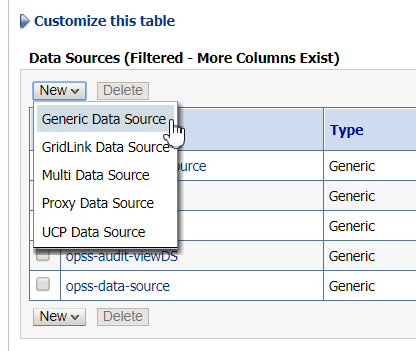 Customize this table
Data Sources (Filtered - More Columns Exist)
New Delete
Generic Data Source
GridLink Data Source
Multi Data Source
Proxy Data Source
UCP Data Source
Type
ource Generic
Generic
Generic
opss-audit-viewDS Generic
opss-data-source Generic
New Delete